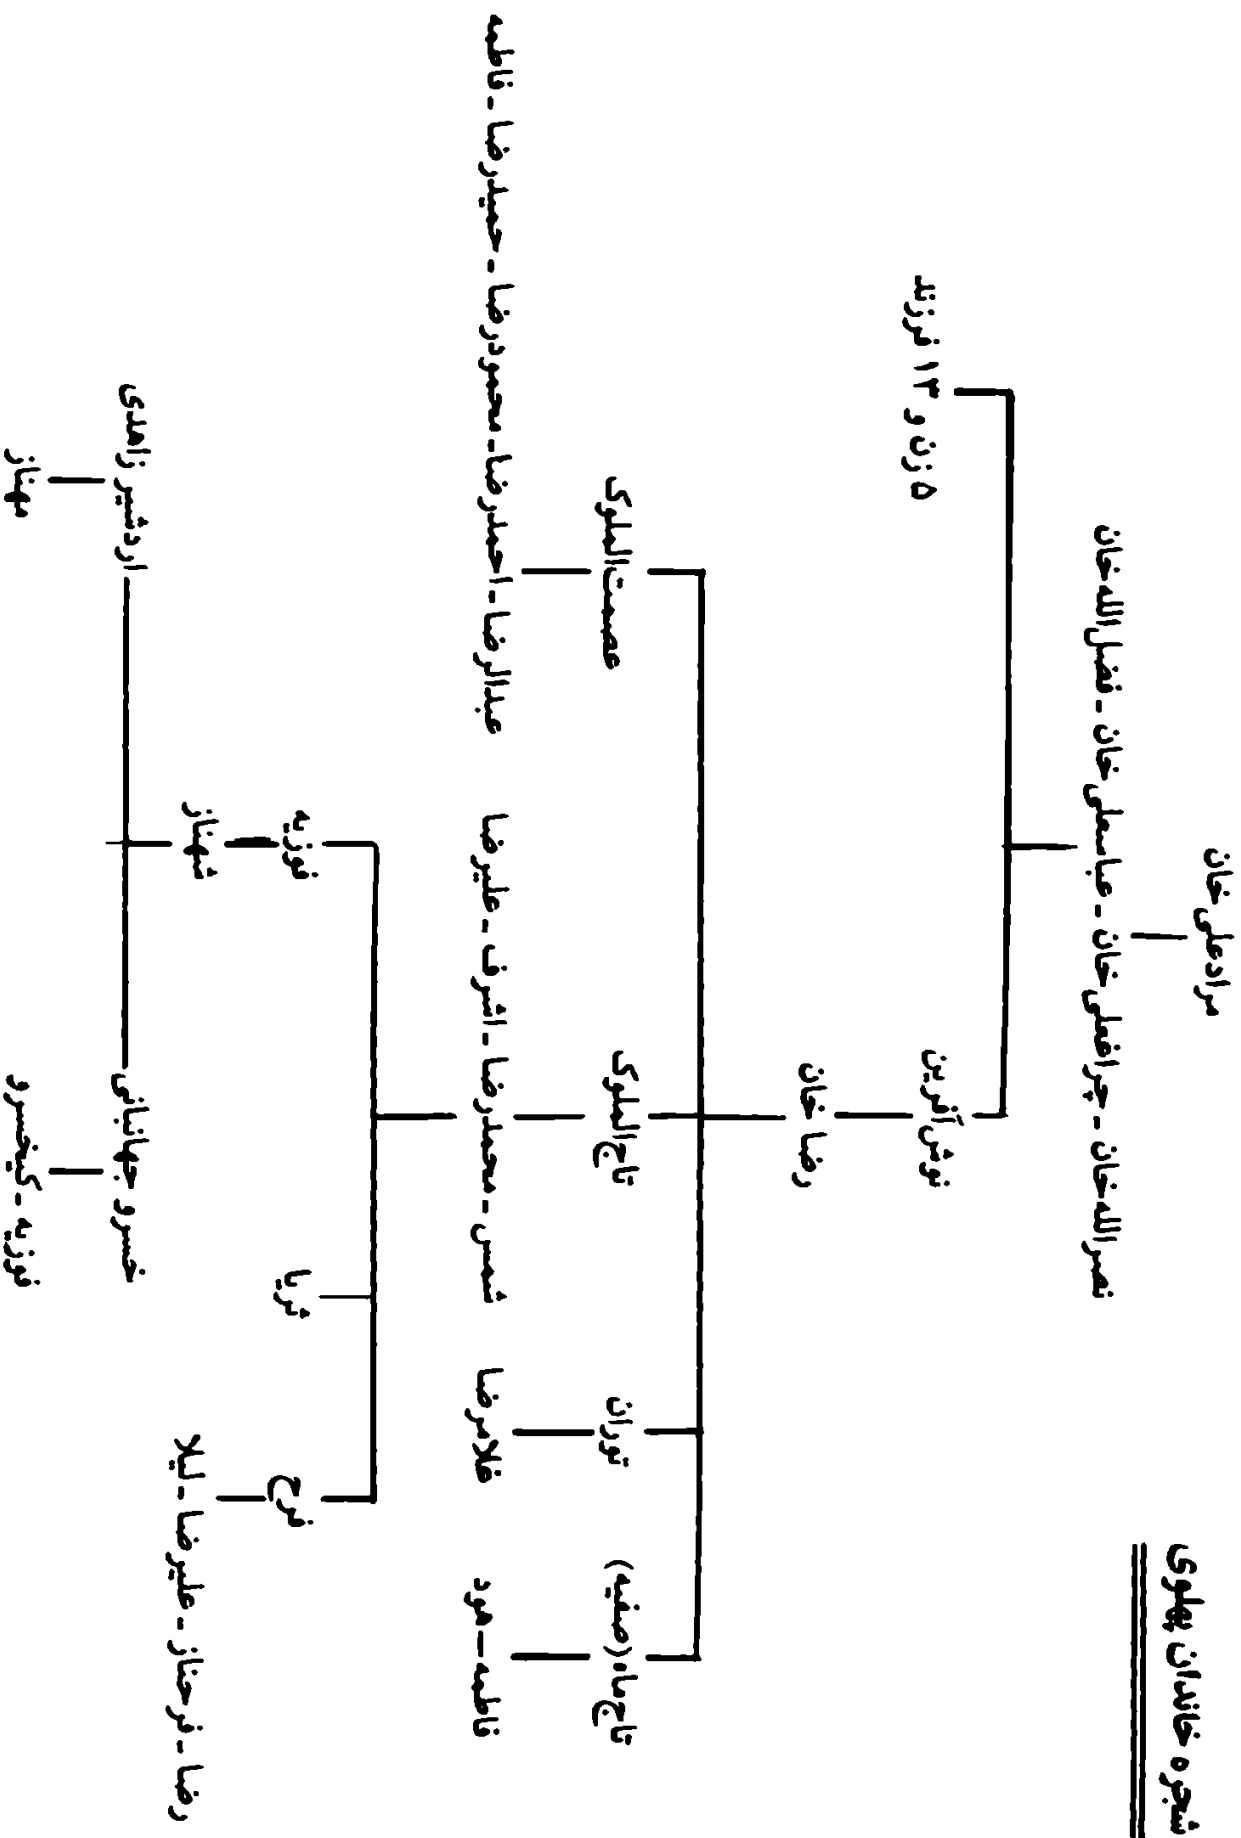 شجره خاندان پهلوی
مرادعلی خان
نصرالله خان - چراغعلی خان - عباسعلی خان - فضل الله خان
نوش آفرین
۵ زن و ۱۳ فرزند
رضا خان
تاج ماه (صفیه)
توران
تاج الملوک
عصمت الملوک
فاطمه - هود
غلامرضا
شمس - محمدرضا - اشرف - علیرضا
عبدالرضا - احمدرضا - محمودرضا - حمیدرضا - فاطمه
فرح
ثریا
فوزیه
رضا - فرحناز - علیرضا - لیلا
شهناز
خسرو جهانبانی
اردشیر زاهدی
فوزیه - کیخسرو
مهناز